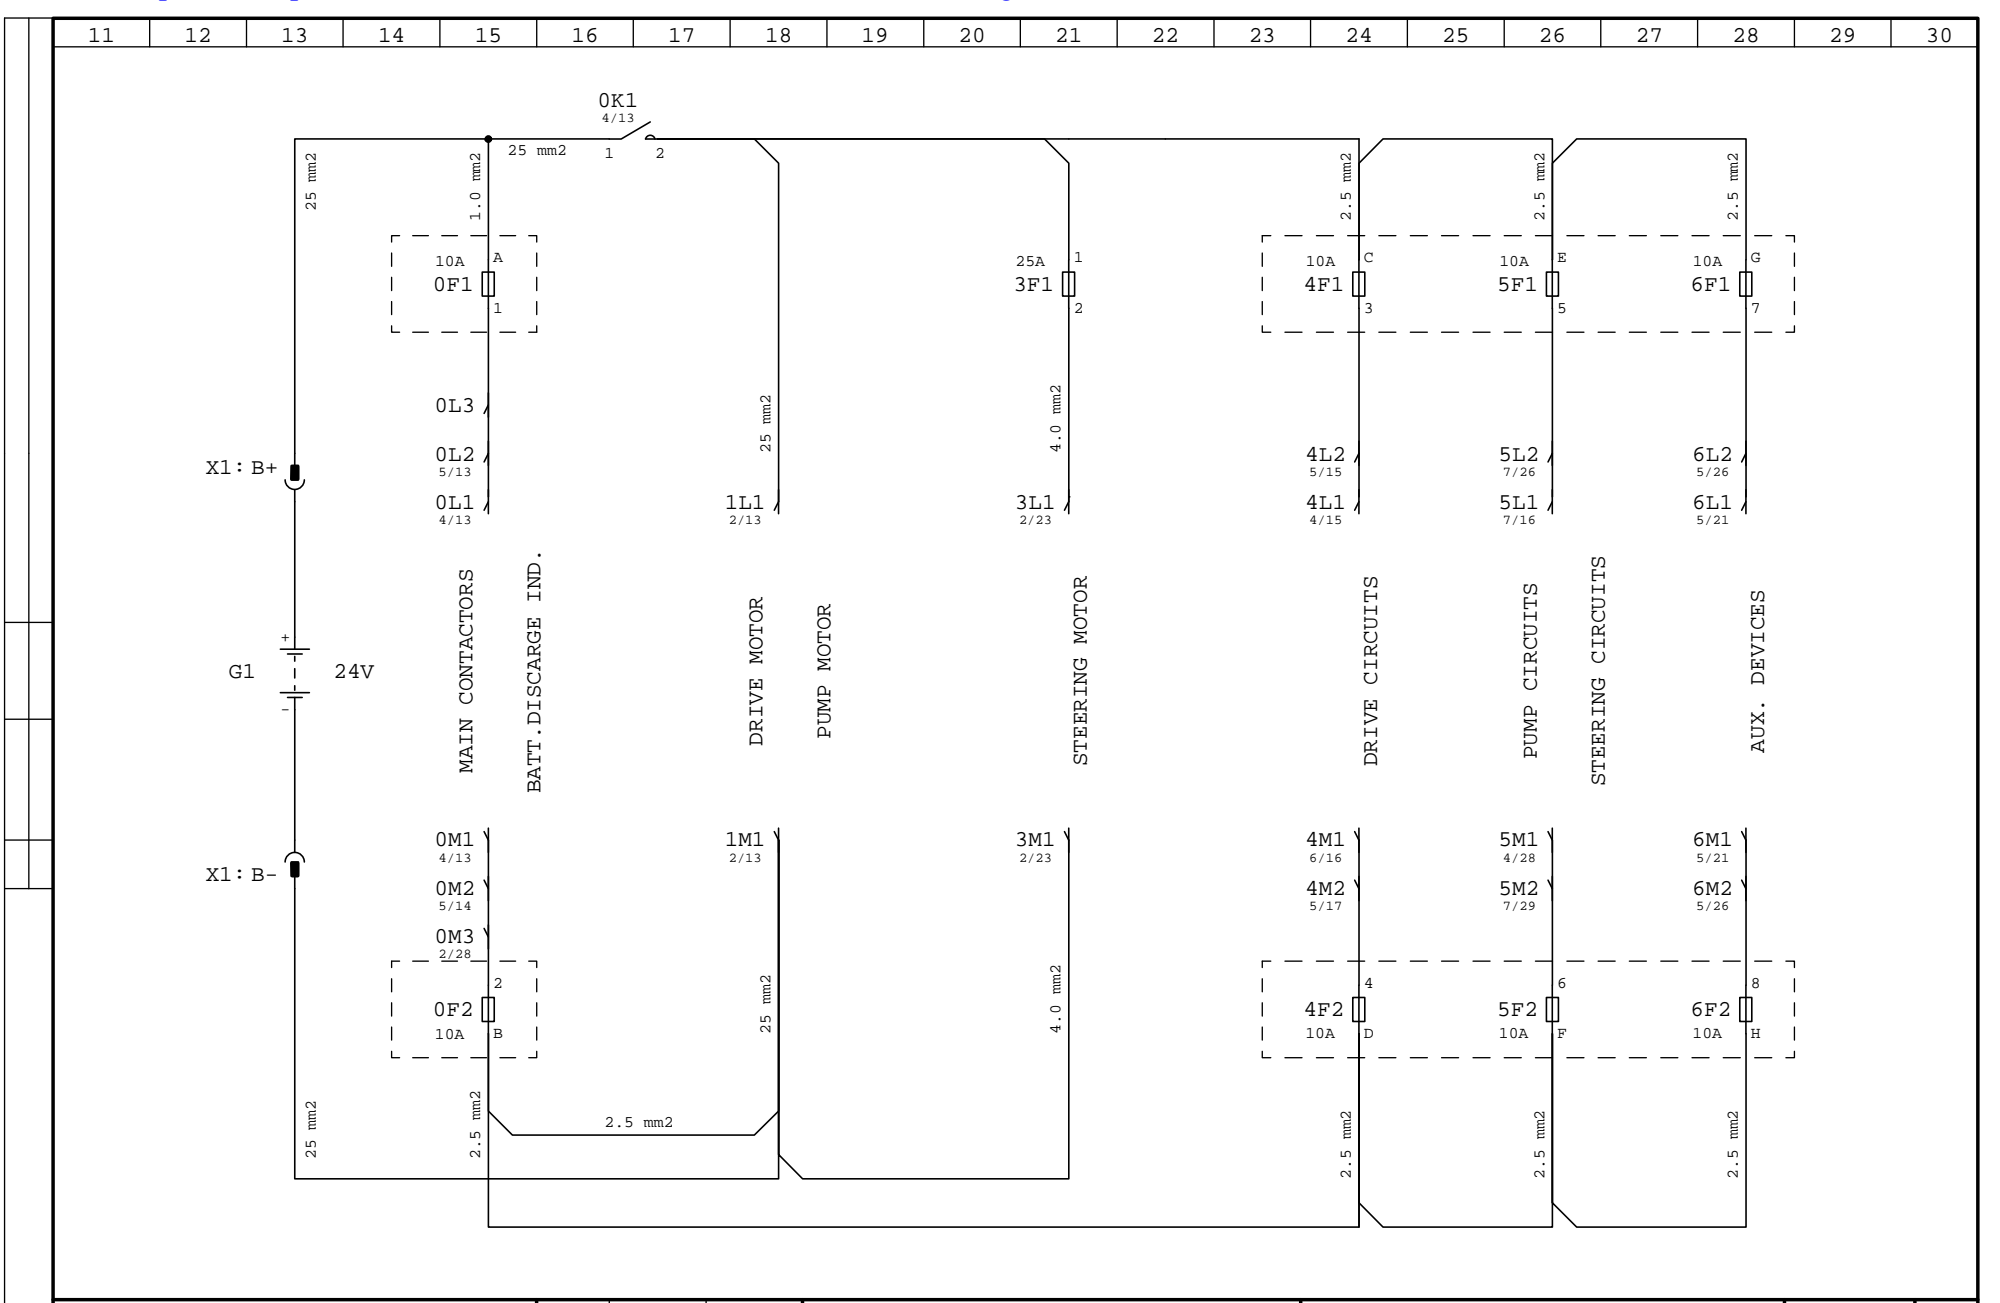 11 12 13 14 15 16 17 18 19 20 21 22 23 24 25 26 27 28 29 30
0K1
4/13
25 mm2
1
2
25 mm2
1.0 mm2
2.5 mm2
2.5 mm2
2.5 mm2
10A
A
0F1
1
25A
1
3F1
2
10A
C
4F1
3
10A
E
5F1
5
10A
G
6F1
7
0L3
25 mm2
4.0 mm2
X1:B+
0L2
5/13
4L2
5/15
5L2
7/26
6L2
5/26
0L1
4/13
1L1
2/13
3L1
2/23
4L1
4/15
5L1
7/16
6L1
5/21
+
G1
24V
-
MAIN CONTACTORS
BATT.DISCARGE IND.
DRIVE MOTOR
PUMP MOTOR
STEERING MOTOR
DRIVE CIRCUITS
PUMP CIRCUITS
STEERING CIRCUITS
AUX. DEVICES
X1:B-
0M1
4/13
1M1
2/13
3M1
2/23
4M1
6/16
5M1
4/28
6M1
5/21
0M2
5/14
4M2
5/17
5M2
7/29
6M2
5/26
0M3
2/28
25 mm2
4.0 mm2
2
0F2
10A
B
4
4F2
10A
D
6
5F2
10A
F
8
6F2
10A
H
25 mm2
2.5 mm2
2.5 mm2
2.5 mm2
2.5 mm2
2.5 mm2